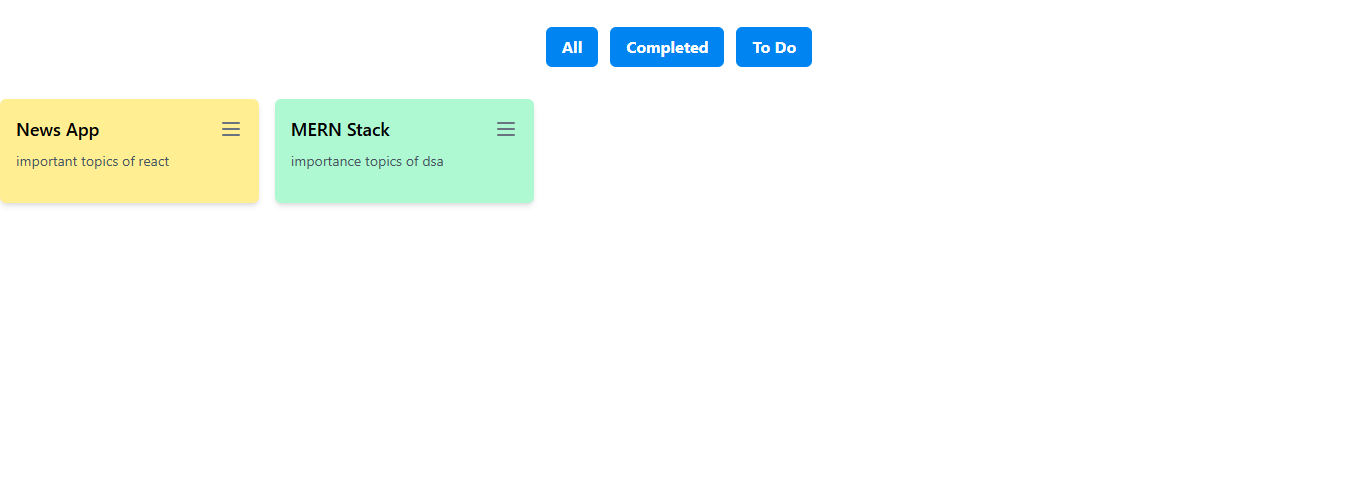 All Completed To Do
News App
important topics of react
MERN Stack
importance topics of dsa